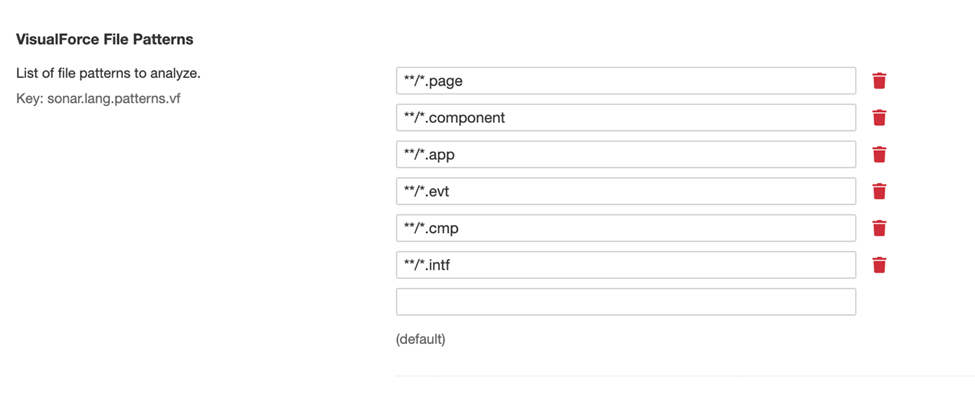 VisualForce File Patterns
List of file patterns to analyze.
Key: sonar.lang.patterns.vf
**/*.page
**/*.component
**/*.app
**/*.evt
**/*.cmp
**/*.intf
(default)